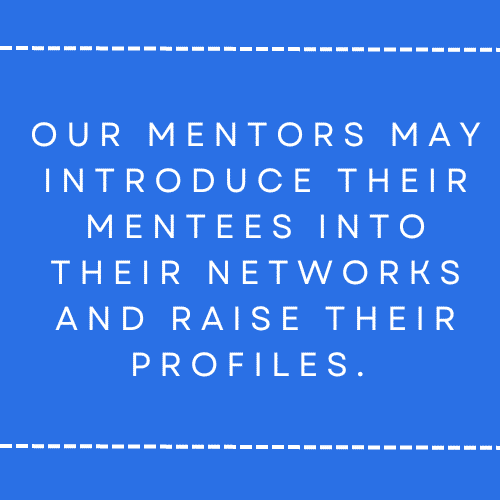 OUR MENTORS MAY
INTRODUCE THEIR
MENTEES INTO
THEIR NETWORKS
AND RAISE THEIR
PROFILES.